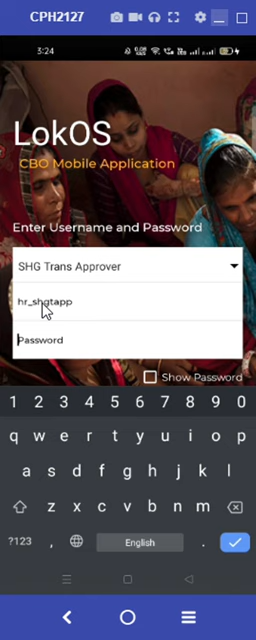 CPH2127
3:24
LokOS
CBO Mobile Application
Enter Username and Password
SHG Trans Approver
hr_shgtapp
Password
Show Password
1 2 3 4 5 6 7 8 9 0
q w e r t y u i o p
a s d f g h j k l
z x c v b n m
?123 , English .